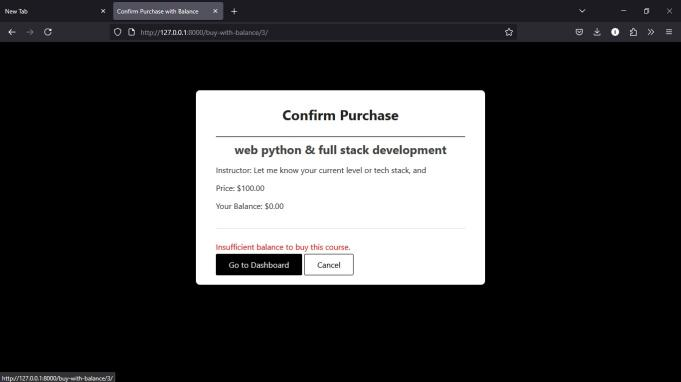 New Tab
Confirm Purchase with Balance
http://127.0.0.1:8000/buy-with-balance/3/
Confirm Purchase
web python & full stack development
Instructor: Let me know your current level or tech stack, and
Price: $100.00
Your Balance: $0.00
Insufficient balance to buy this course.
Go to Dashboard
Cancel
http://127.0.0.1:8000/buy-with-balance/3/